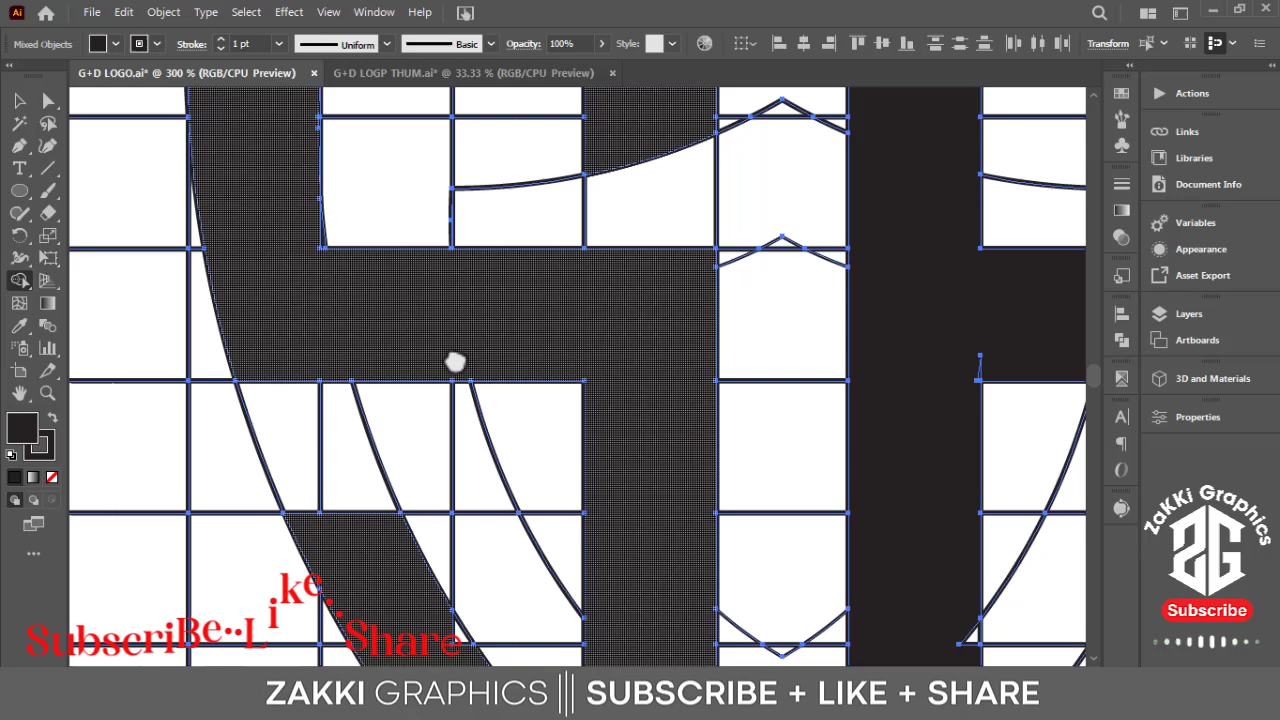 Ai File Edit Object Type Select Effect View Window Help
Mixed Objects Stroke: 1 pt Uniform Basic Opacity: 100% Style: Transform
G+D LOGO.ai* @ 300 % (RGB/CPU Preview) × G+D LOGP THUM.ai* @ 33.33 % (RGB/CPU Preview) ×
Actions
Links
Libraries
Document Info
Variables
Appearance
Asset Export
Layers
Artboards
3D and Materials
Properties
ZaKKi Graphics
Subscribe
SubscriBe..Like..Share
ZAKKI GRAPHICS ||| SUBSCRIBE + LIKE + SHARE